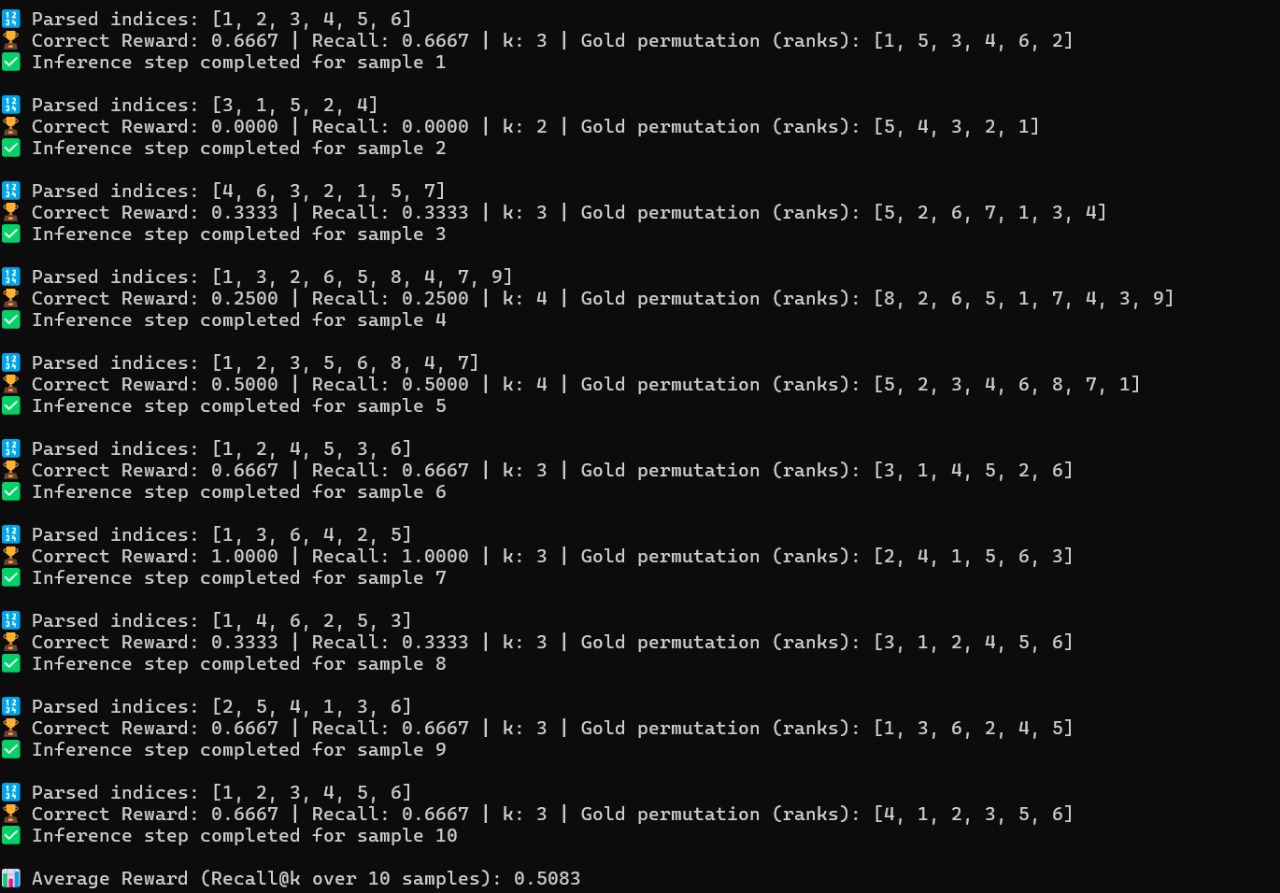 🔢 Parsed indices: [1, 2, 3, 4, 5, 6]
🏆 Correct Reward: 0.6667 | Recall: 0.6667 | k: 3 | Gold permutation (ranks): [1, 5, 3, 4, 6, 2]
✅ Inference step completed for sample 1

🔢 Parsed indices: [3, 1, 5, 2, 4]
🏆 Correct Reward: 0.0000 | Recall: 0.0000 | k: 2 | Gold permutation (ranks): [5, 4, 3, 2, 1]
✅ Inference step completed for sample 2

🔢 Parsed indices: [4, 6, 3, 2, 1, 5, 7]
🏆 Correct Reward: 0.3333 | Recall: 0.3333 | k: 3 | Gold permutation (ranks): [5, 2, 6, 7, 1, 3, 4]
✅ Inference step completed for sample 3

🔢 Parsed indices: [1, 3, 2, 6, 5, 8, 4, 7, 9]
🏆 Correct Reward: 0.2500 | Recall: 0.2500 | k: 4 | Gold permutation (ranks): [8, 2, 6, 5, 1, 7, 4, 3, 9]
✅ Inference step completed for sample 4

🔢 Parsed indices: [1, 2, 3, 5, 6, 8, 4, 7]
🏆 Correct Reward: 0.5000 | Recall: 0.5000 | k: 4 | Gold permutation (ranks): [5, 2, 3, 4, 6, 8, 7, 1]
✅ Inference step completed for sample 5

🔢 Parsed indices: [1, 2, 4, 5, 3, 6]
🏆 Correct Reward: 0.6667 | Recall: 0.6667 | k: 3 | Gold permutation (ranks): [3, 1, 4, 5, 2, 6]
✅ Inference step completed for sample 6

🔢 Parsed indices: [1, 3, 6, 4, 2, 5]
🏆 Correct Reward: 1.0000 | Recall: 1.0000 | k: 3 | Gold permutation (ranks): [2, 4, 1, 5, 6, 3]
✅ Inference step completed for sample 7

🔢 Parsed indices: [1, 4, 6, 2, 5, 3]
🏆 Correct Reward: 0.3333 | Recall: 0.3333 | k: 3 | Gold permutation (ranks): [3, 1, 2, 4, 5, 6]
✅ Inference step completed for sample 8

🔢 Parsed indices: [2, 5, 4, 1, 3, 6]
🏆 Correct Reward: 0.6667 | Recall: 0.6667 | k: 3 | Gold permutation (ranks): [1, 3, 6, 2, 4, 5]
✅ Inference step completed for sample 9

🔢 Parsed indices: [1, 2, 3, 4, 5, 6]
🏆 Correct Reward: 0.6667 | Recall: 0.6667 | k: 3 | Gold permutation (ranks): [4, 1, 2, 3, 5, 6]
✅ Inference step completed for sample 10

📊 Average Reward (Recall@k over 10 samples): 0.5083